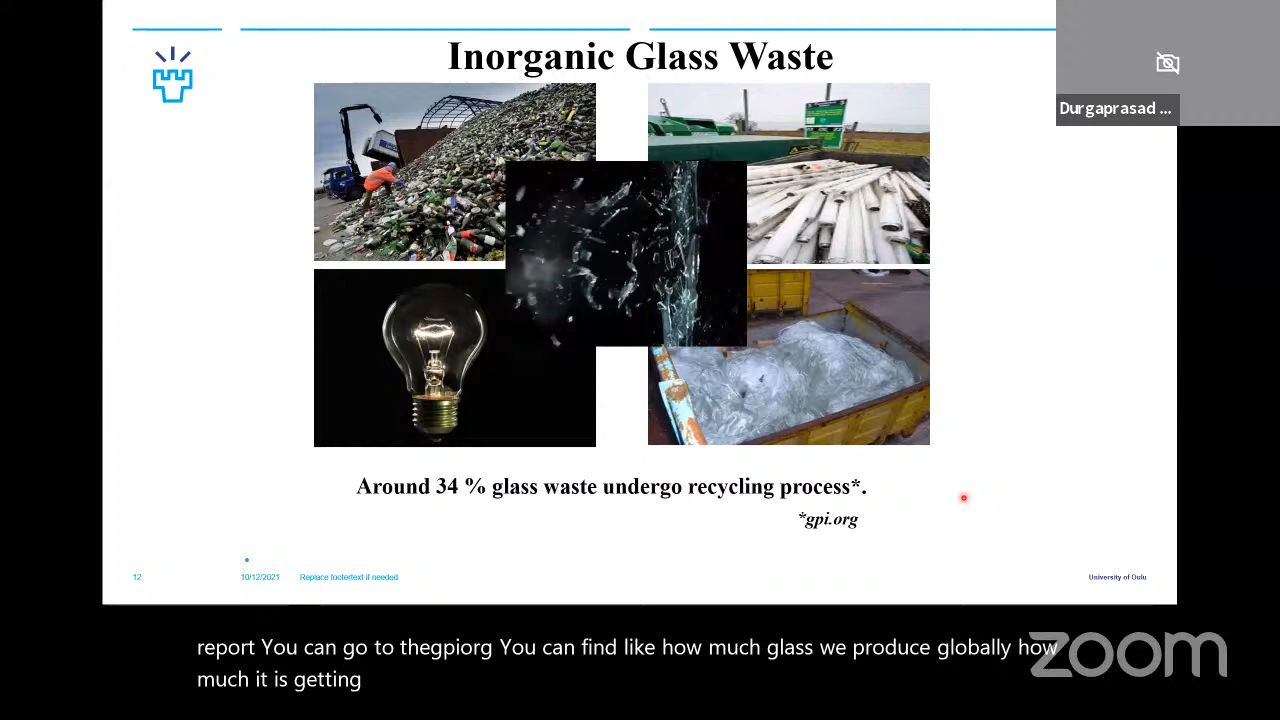 Inorganic Glass Waste
Durgaprasad ...
Around 34 % glass waste undergo recycling process*.
*gpi.org
12
10/12/2021
Replace footertext if needed
University of Oulu
report You can go to thegpiorg You can find like how much glass we produce globally how
much it is getting
zoom